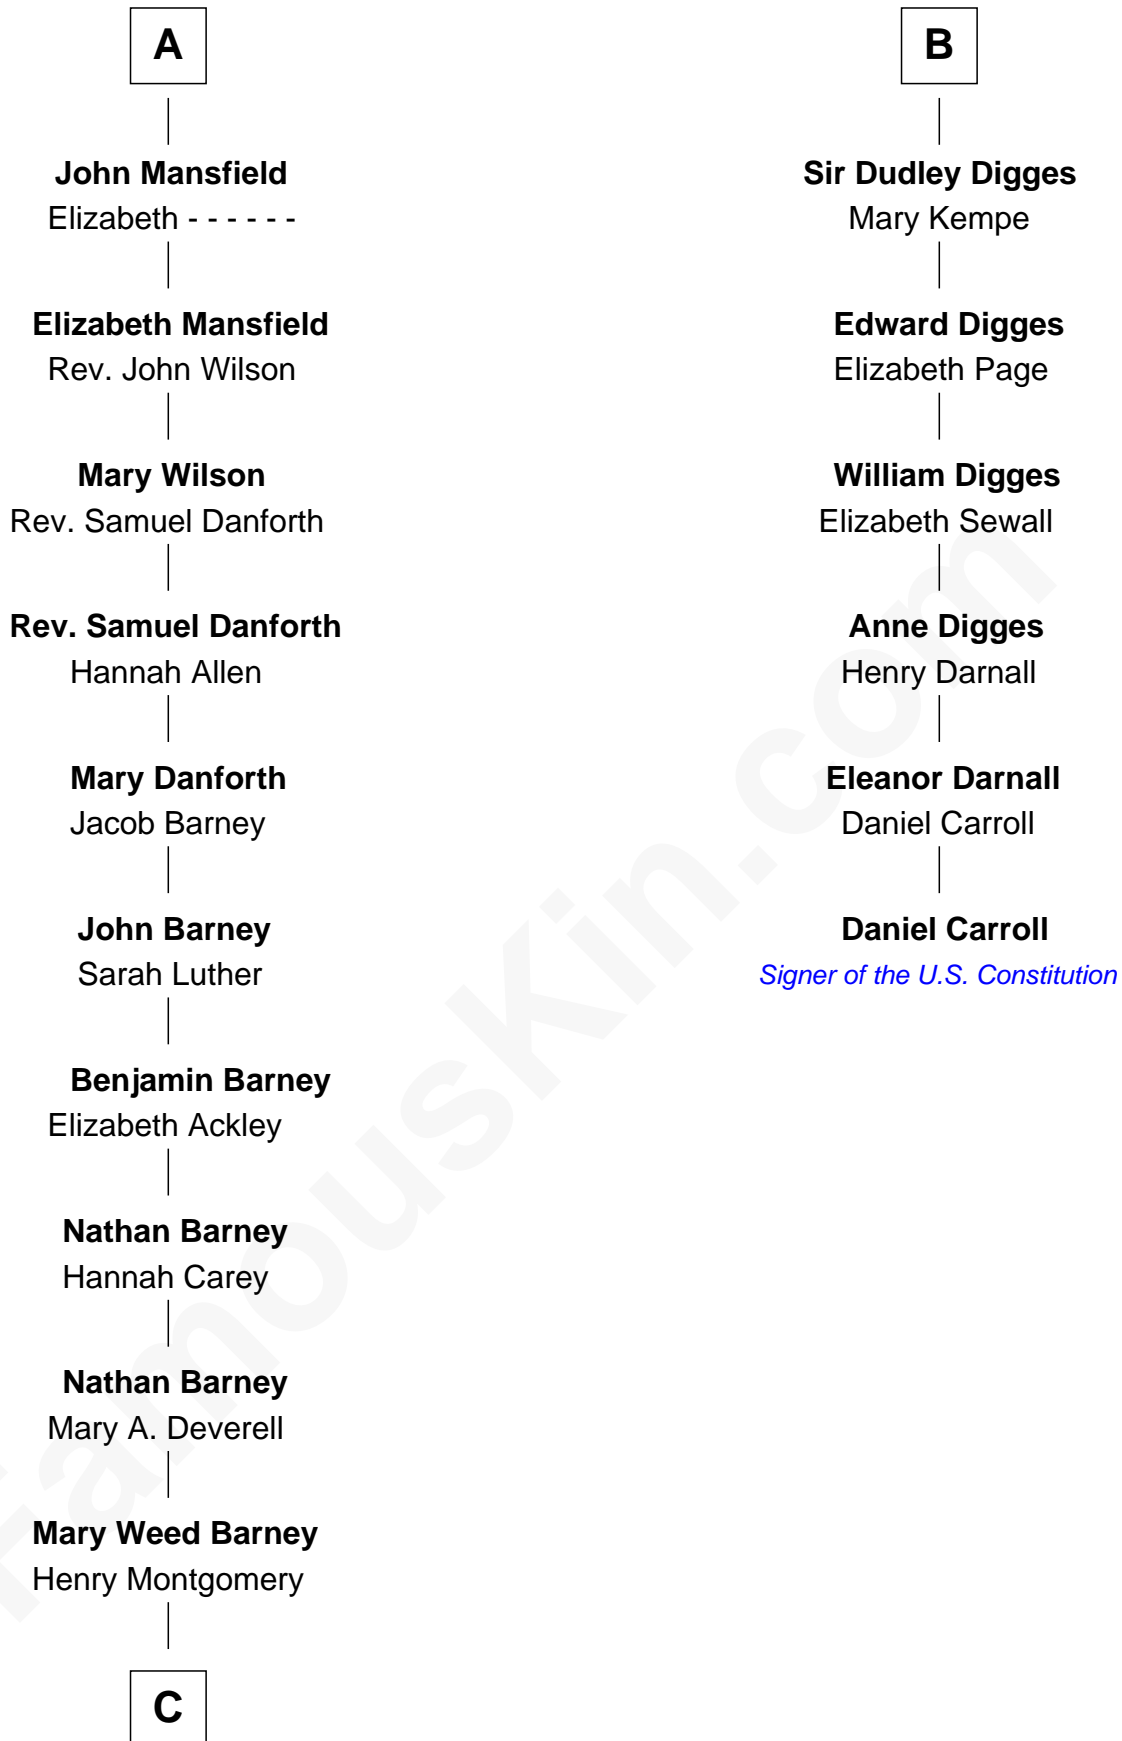 A
John Mansfield
Elizabeth - - - - - -
Elizabeth Mansfield
Rev. John Wilson
Mary Wilson
Rev. Samuel Danforth
Rev. Samuel Danforth
Hannah Allen
Mary Danforth
Jacob Barney
John Barney
Sarah Luther
Benjamin Barney
Elizabeth Ackley
Nathan Barney
Hannah Carey
Nathan Barney
Mary A. Deverell
Mary Weed Barney
Henry Montgomery
C
B
Sir Dudley Digges
Mary Kempe
Edward Digges
Elizabeth Page
William Digges
Elizabeth Sewall
Anne Digges
Henry Darnall
Eleanor Darnall
Daniel Carroll
Daniel Carroll
Signer of the U.S. Constitution
FamousKin.com